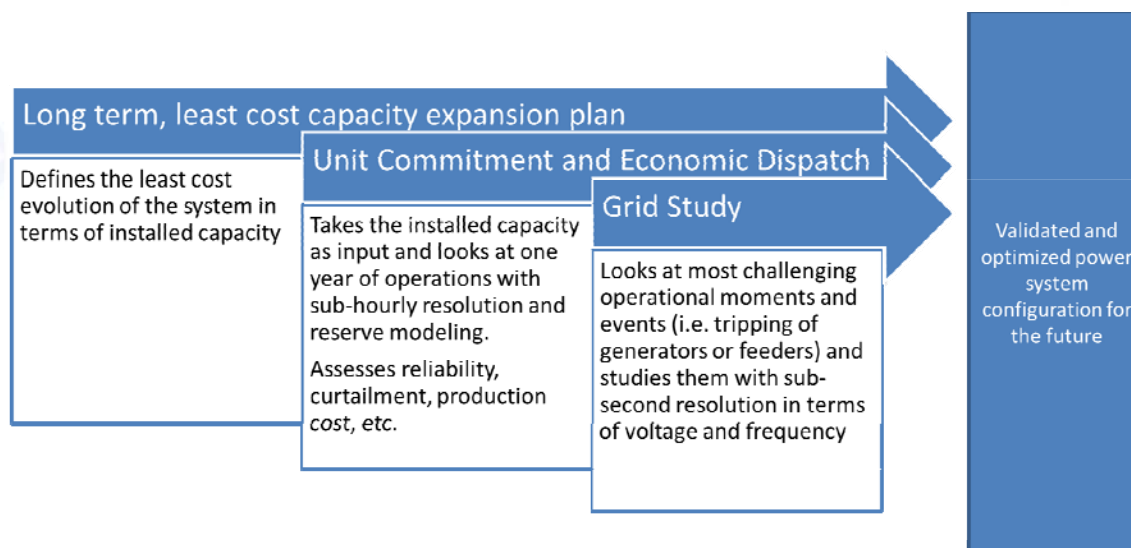 Long term, least cost capacity expansion plan
Defines the least cost
evolution of the system in
terms of installed capacity
Unit Commitment and Economic Dispatch
Takes the installed capacity
as input and looks at one
year of operations with
sub-hourly resolution and
reserve modeling.
Assesses reliability,
curtailment, production
cost, etc.
Grid Study
Looks at most challenging
operational moments and
events (i.e. tripping of
generators or feeders) and
studies them with sub-
second resolution in terms
of voltage and frequency
Validated and
optimized power
system
configuration for
the future